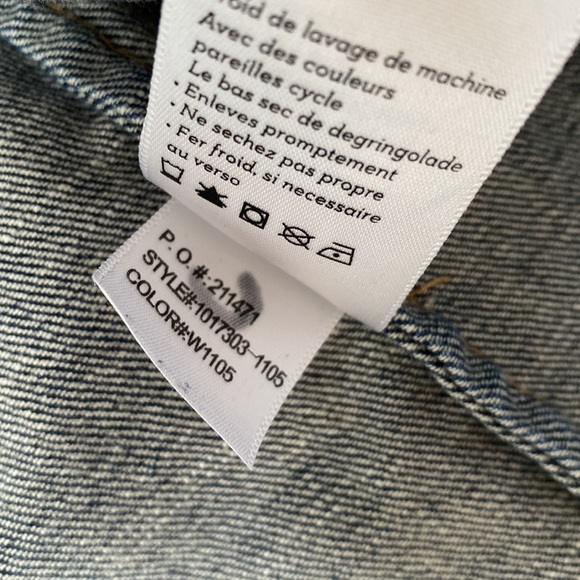 froid de lavage de machine
Avec des couleurs
pareilles cycle
Le bas sec de degringolade
• Enleves promptement
• Ne sechez pas propre
• Fer froid, si necessaire
au verso
P. O. #:211471
STYLE#:1017303-1105
COLOR#:W1105